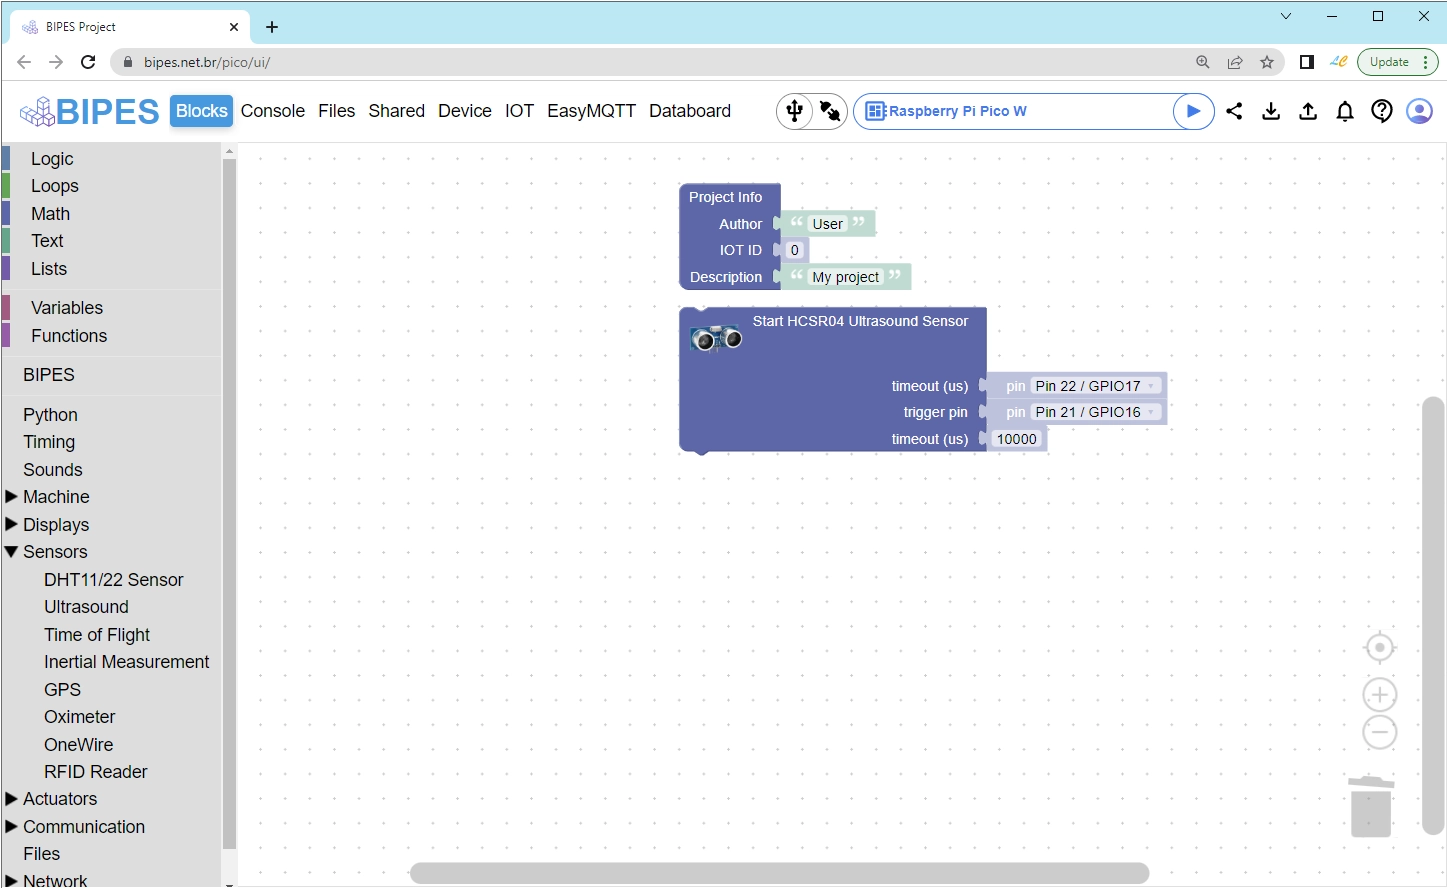 BIPES Project
bipes.net.br/pico/ui/
Update
BIPES Blocks Console Files Shared Device IOT EasyMQTT Databoard Raspberry Pi Pico W
Logic
Loops
Math
Text
Lists
Variables
Functions
BIPES
Python
Timing
Sounds
Machine
Displays
Sensors
DHT11/22 Sensor
Ultrasound
Time of Flight
Inertial Measurement
GPS
Oximeter
OneWire
RFID Reader
Actuators
Communication
Files
Network
Project Info
Author “ User ”
IOT ID 0
Description “ My project ”
Start HCSR04 Ultrasound Sensor
timeout (us) pin Pin 22 / GPIO17
trigger pin pin Pin 21 / GPIO16
timeout (us) 10000